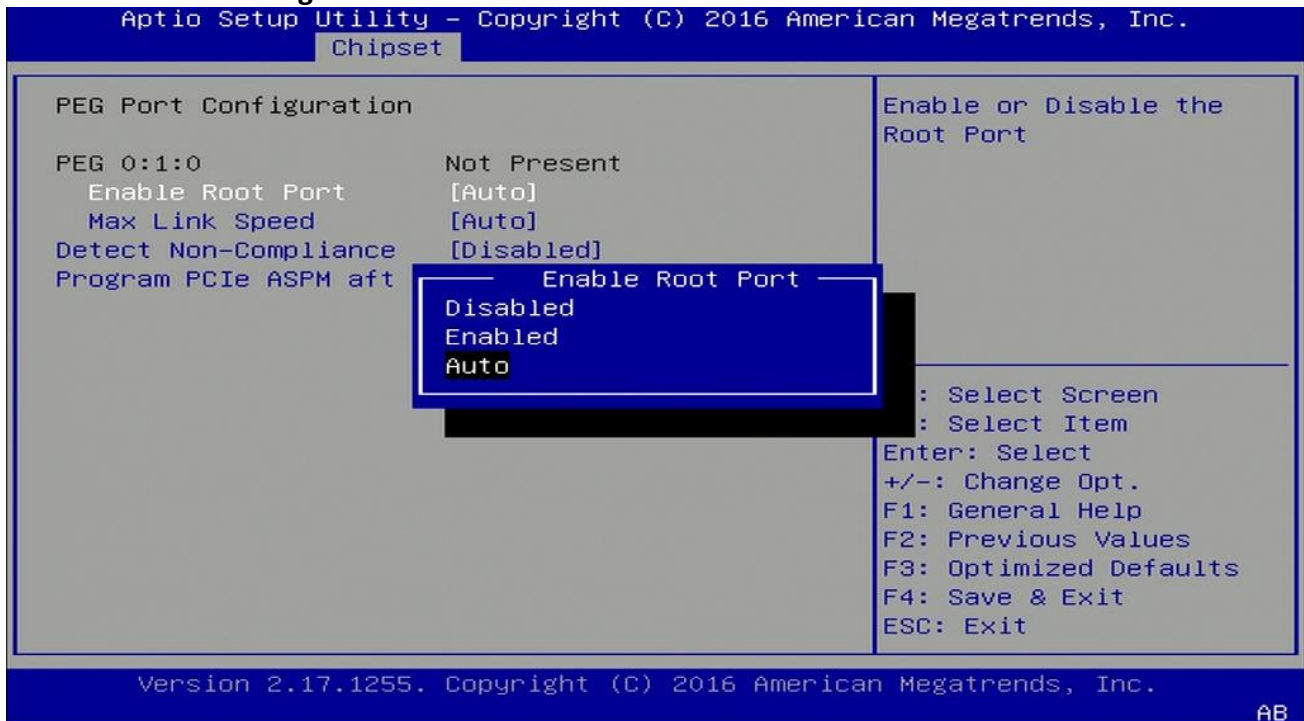 Aptio Setup Utility – Copyright (C) 2016 American Megatrends, Inc.
Chipset
PEG Port Configuration
PEG 0:1:0 Not Present
Enable Root Port [Auto]
Max Link Speed [Auto]
Detect Non-Compliance [Disabled]
Program PCIe ASPM aft
Enable Root Port
Disabled
Enabled
Auto
Enable or Disable the
Root Port
: Select Screen
: Select Item
Enter: Select
+/-: Change Opt.
F1: General Help
F2: Previous Values
F3: Optimized Defaults
F4: Save & Exit
ESC: Exit
Version 2.17.1255. Copyright (C) 2016 American Megatrends, Inc.
AB